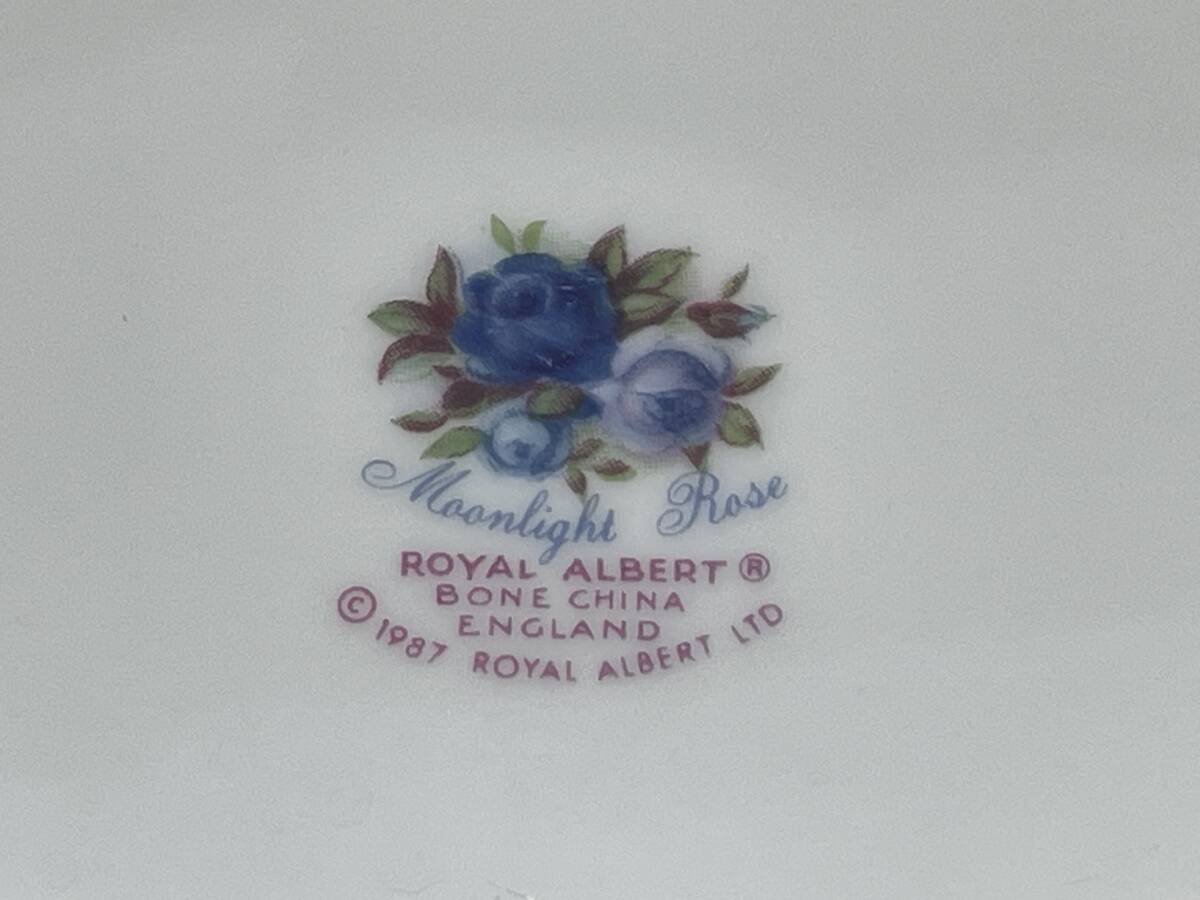 Moonlight Rose
ROYAL ALBERT ®
BONE CHINA
ENGLAND
© 1987 ROYAL ALBERT LTD